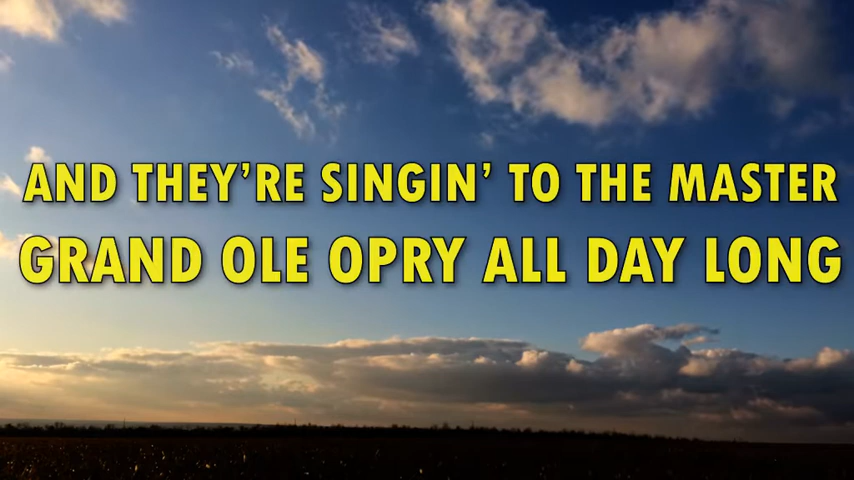 AND THEY’RE SINGIN’ TO THE MASTER
GRAND OLE OPRY ALL DAY LONG